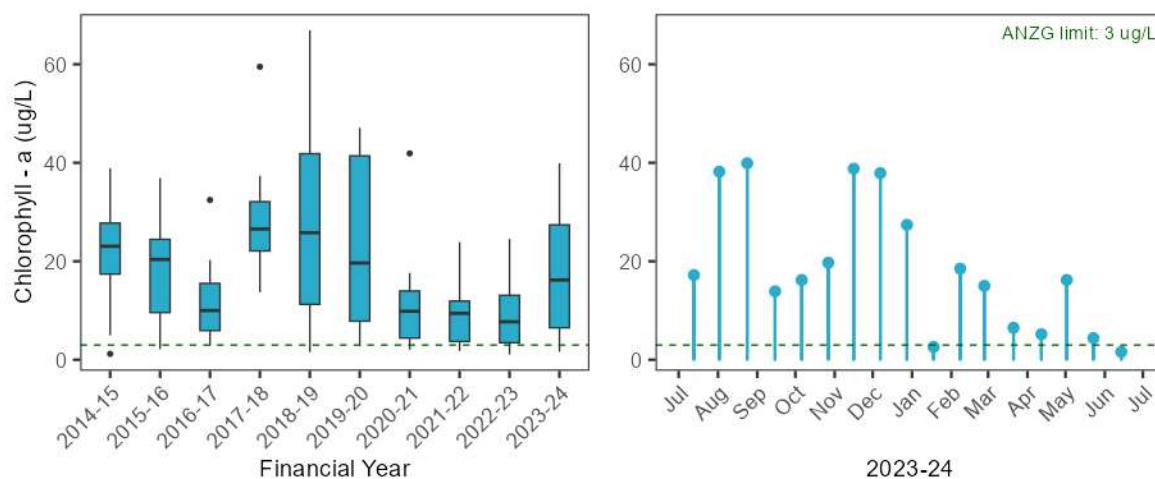 Chlorophyll - a (ug/L)
60
40
20
0
2014-15
2015-16
2016-17
2017-18
2018-19
2019-20
2020-21
2021-22
2022-23
2023-24
Financial Year
ANZG limit: 3 ug/L
60
40
20
0
Jul
Aug
Sep
Oct
Nov
Dec
Jan
Feb
Mar
Apr
May
Jun
Jul
2023-24